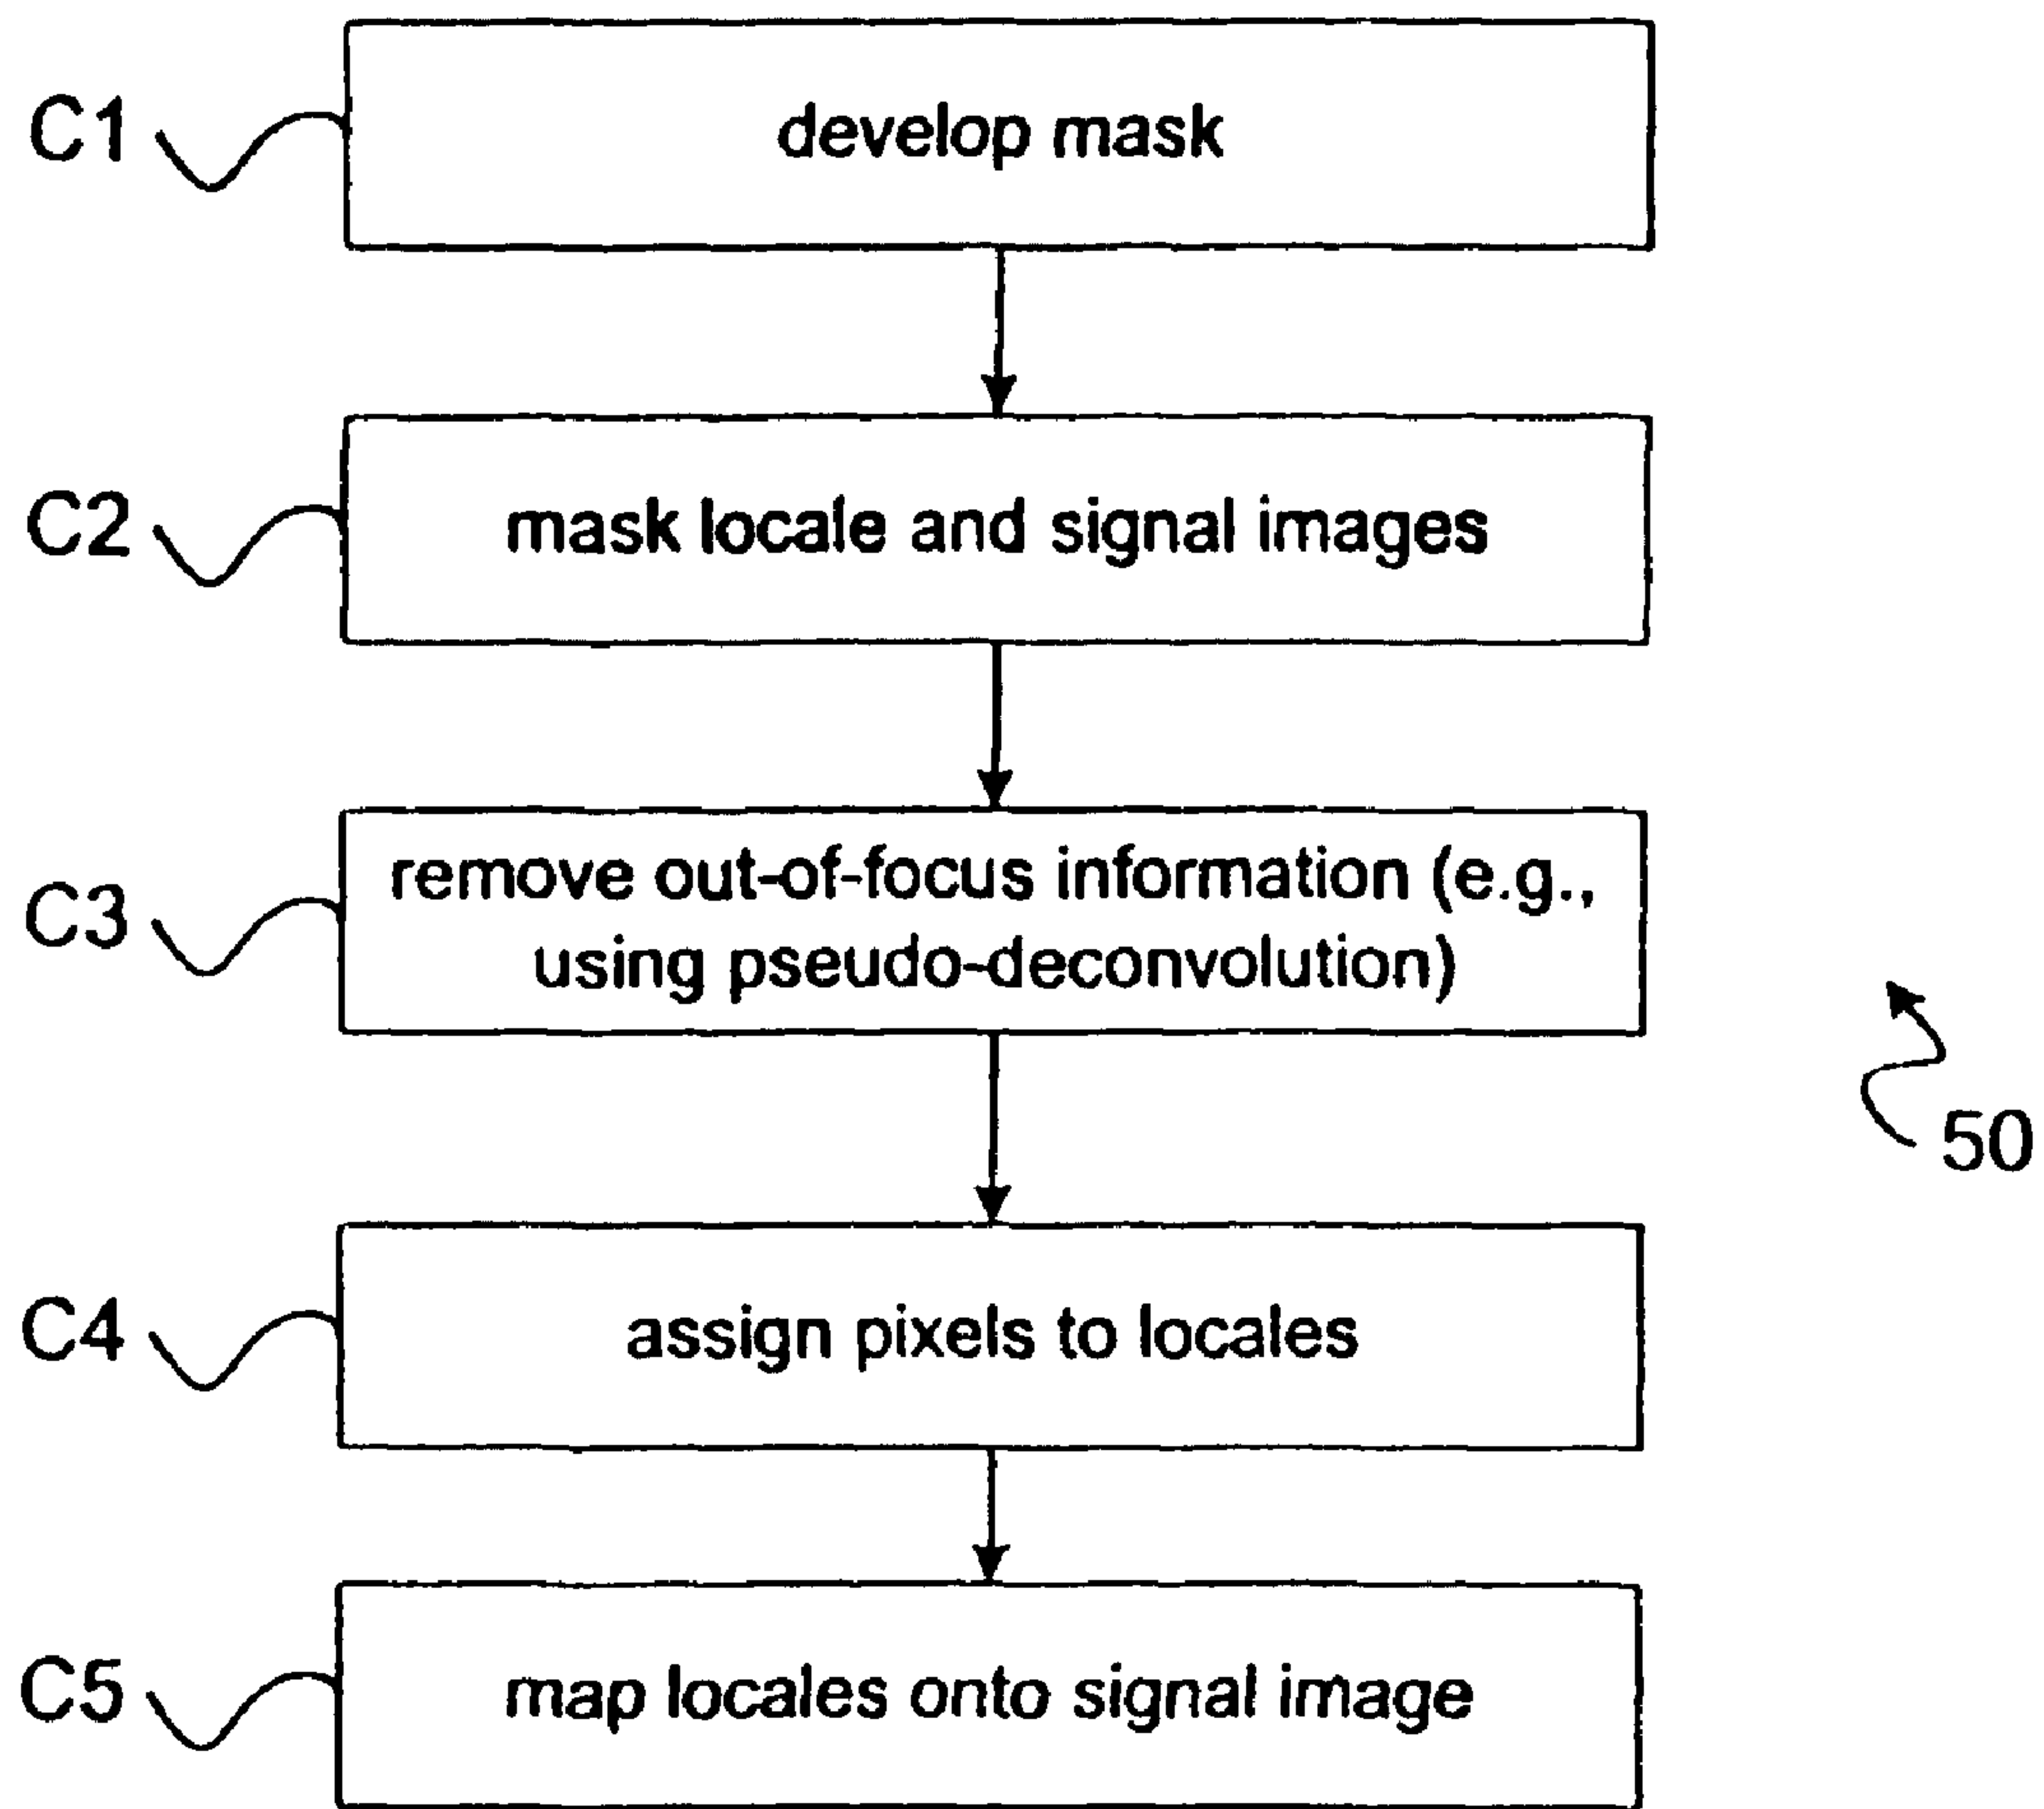 C1
develop mask
C2
mask locale and signal images
C3
remove out-of-focus information (e.g.,
using pseudo-deconvolution)
50
C4
assign pixels to locales
C5
map locales onto signal image